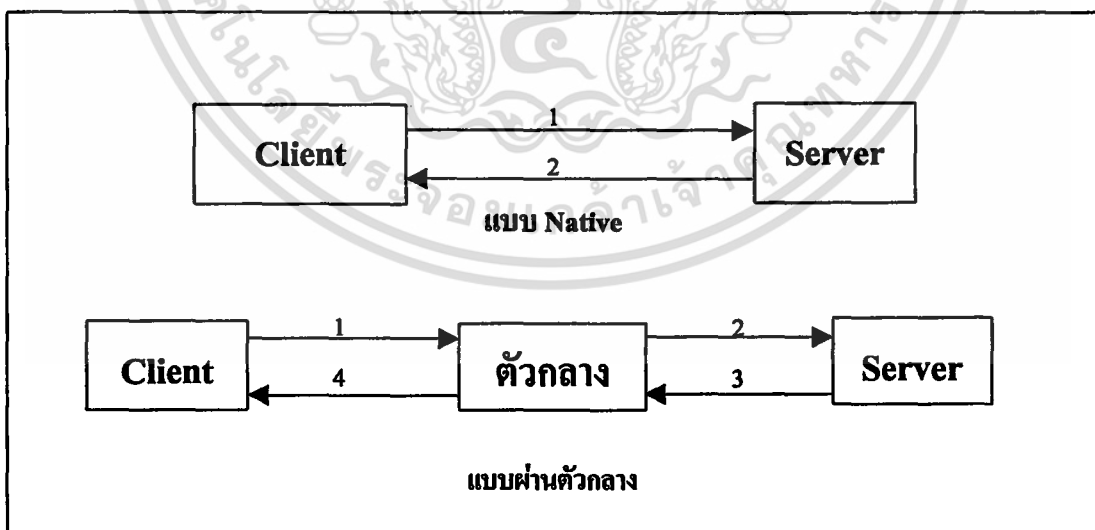 1
Client
Server
2
แบบ Native
1
2
Client
ตัวกลาง
Server
4
3
แบบผ่านตัวกลาง